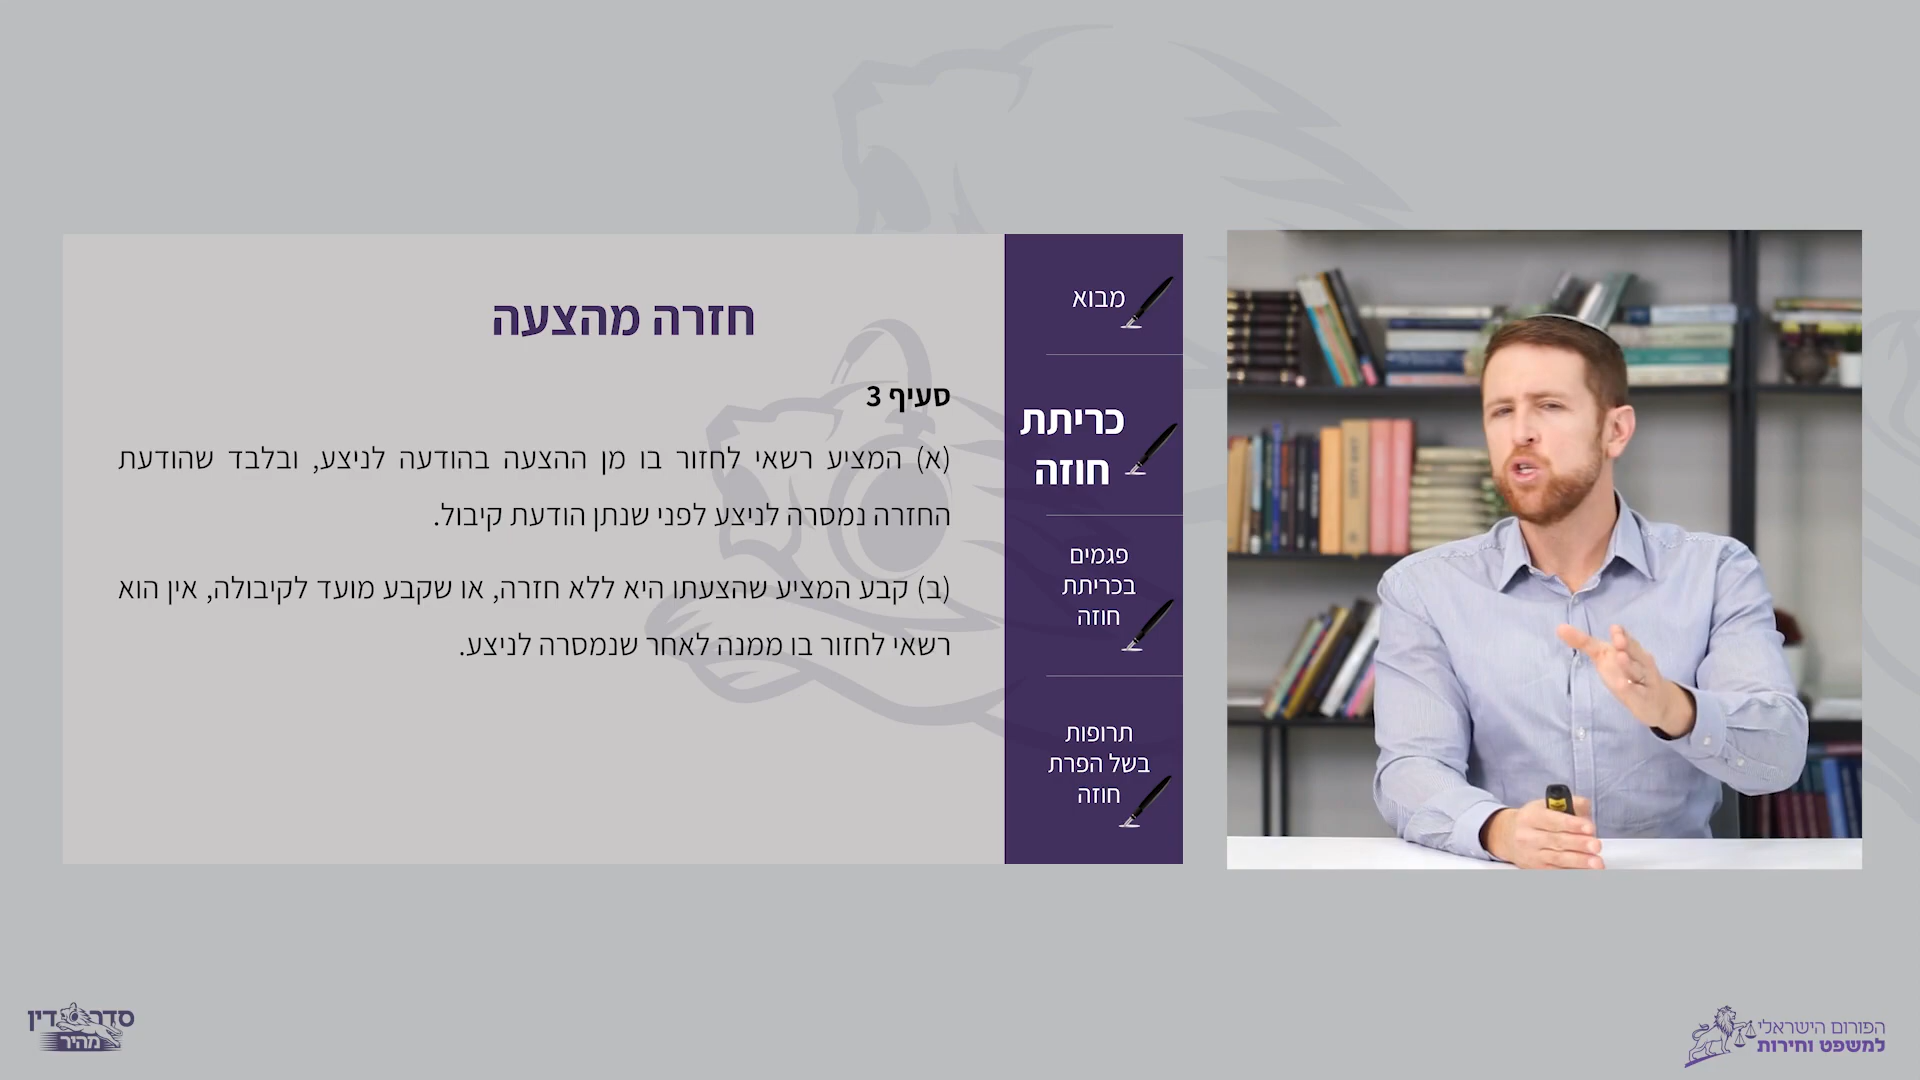 חזרה מהצעה
סעיף 3
(א) המציע רשאי לחזור בו מן ההצעה בהודעה לניצע, ובלבד שהודעת
החזרה נמסרה לניצע לפני שנתן הודעת קיבול.
(ב) קבע המציע שהצעתו היא ללא חזרה, או שקבע מועד לקיבולה, אין הוא
רשאי לחזור בו ממנה לאחר שנמסרה לניצע.
מבוא
כריתת
חוזה
פגמים
בכריתת
חוזה
תרופות
בשל הפרת
חוזה
סדר דין
מהיר
הפורום הישראלי
למשפט וחירות